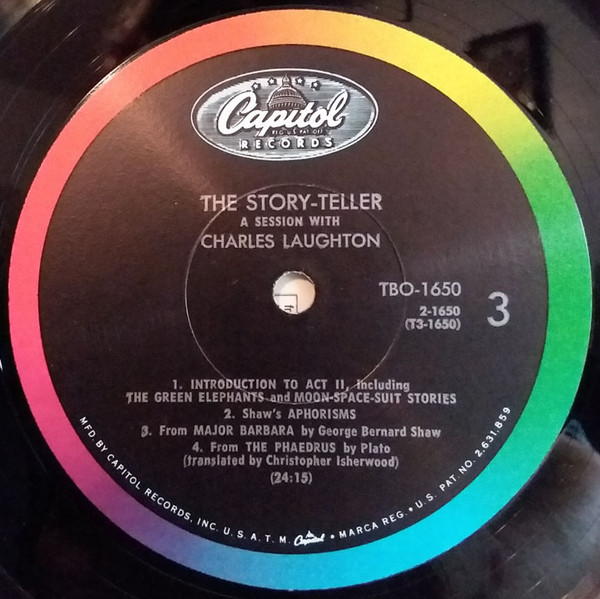 Capitol
REG. U.S. PAT. OFF.
RECORDS
THE STORY-TELLER
A SESSION WITH
CHARLES LAUGHTON
TBO-1650
2-1650
(T3-1650)
3
1. INTRODUCTION TO ACT II, including
THE GREEN ELEPHANTS and MOON-SPACE-SUIT STORIES
2. Shaw's APHORISMS
3. From MAJOR BARBARA by George Bernard Shaw
4. From THE PHAEDRUS by Plato
(translated by Christopher Isherwood)
(24:15)
MFD. BY CAPITOL RECORDS, INC. U. S. A. T. M. Capitol • MARCA REG. • U. S. PAT. NO. 2,631,859